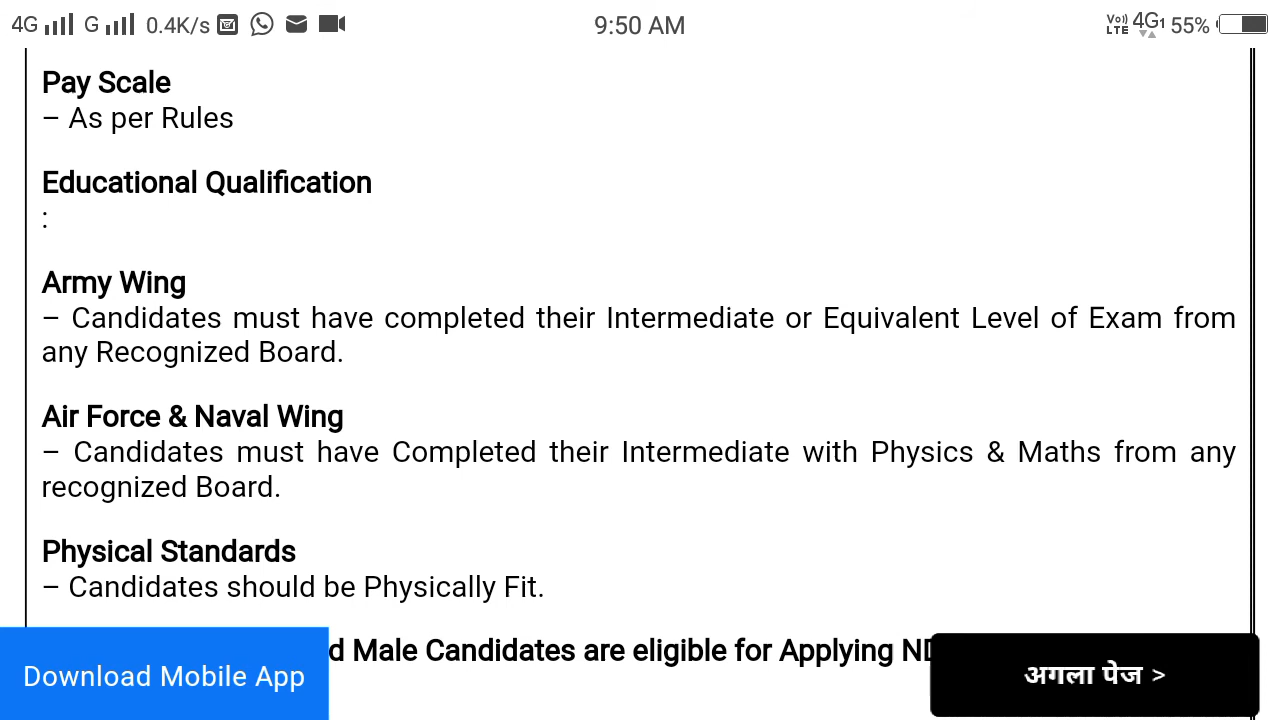 4G G 0.4K/s 9:50 AM Vo) LTE 4G1 55%
Pay Scale
– As per Rules
Educational Qualification
:
Army Wing
– Candidates must have completed their Intermediate or Equivalent Level of Exam from
any Recognized Board.
Air Force & Naval Wing
– Candidates must have Completed their Intermediate with Physics & Maths from any
recognized Board.
Physical Standards
– Candidates should be Physically Fit.
Male Candidates are eligible for Applying
Download Mobile App
अगला पेज >